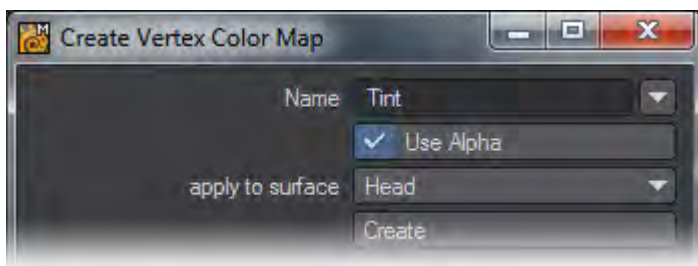 Create Vertex Color Map
Name Tint
Use Alpha
apply to surface Head
Create